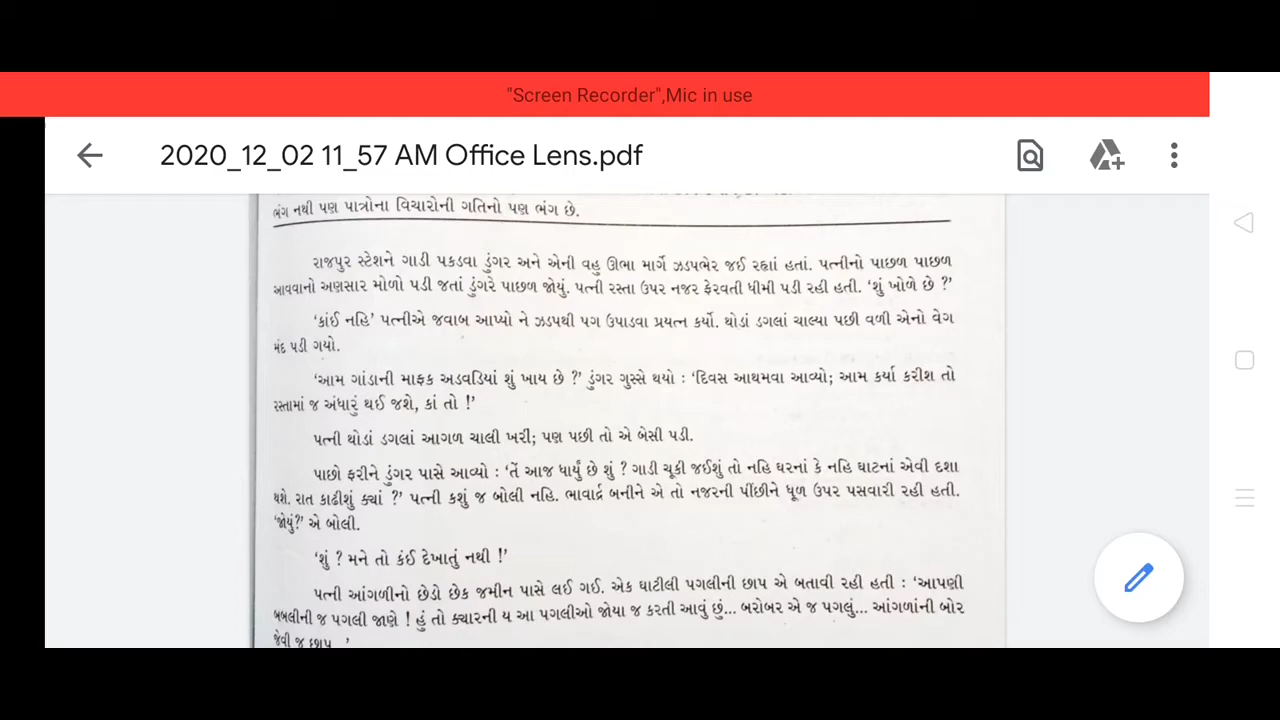 "Screen Recorder",Mic in use
2020_12_02 11_57 AM Office Lens.pdf
ભંગ નથી પણ પાત્રોના વિચારોની ગતિનો પણ ભંગ છે.
રાજપુર સ્ટેશને ગાડી પકડવા ડુંગર અને એની વહુ ઊભા માર્ગે ઝડપભેર જઈ રહ્યાં હતાં. પત્નીનો પાછળ પાછળ
આવવાનો અણસાર મોળો પડી જતાં ડુંગરે પાછળ જોયું. પત્ની રસ્તા ઉપર નજર ફેરવતી ધીમી પડી રહી હતી. ‘શું ખોળે છે ?’
‘કાંઈ નહિ’ પત્નીએ જવાબ આપ્યો ને ઝડપથી પગ ઉપાડવા પ્રયત્ન કર્યો. થોડાં ડગલાં ચાલ્યા પછી વળી એનો વેગ
મંદ પડી ગયો.
‘આમ ગાંડાની માફક અડવડિયાં શું ખાય છે ?’ ડુંગર ગુસ્સે થયો : ‘દિવસ આથમવા આવ્યો; આમ કર્યા કરીશ તો
રસ્તામાં જ અંધારું થઈ જશે, કાં તો !’
પત્ની થોડાં ડગલાં આગળ ચાલી ખરી; પણ પછી તો એ બેસી પડી.
પાછો ફરીને ડુંગર પાસે આવ્યો : ‘તેં આજ ધાર્યું છે શું ? ગાડી ચૂકી જઈશું તો નહિ ઘરનાં કે નહિ ઘાટનાં એવી દશા
થશે. રાત કાઢીશું ક્યાં ?’ પત્ની કશું જ બોલી નહિ. ભાવાર્દ્ર બનીને એ તો નજરની પીંછીને ધૂળ ઉપર પસવારી રહી હતી.
‘જોયું?’ એ બોલી.
‘શું ? મને તો કંઈ દેખાતું નથી !’
પત્ની આંગળીનો છેડો છેક જમીન પાસે લઈ ગઈ. એક ઘાટીલી પગલીની છાપ એ બતાવી રહી હતી : ‘આપણી
બબલીની જ પગલી જાણે ! હું તો ક્યારની ય આ પગલીઓ જોયા જ કરતી આવું છું... બરોબર એ જ પગલું... આંગળાંની બોર
જેવી જ છાપ